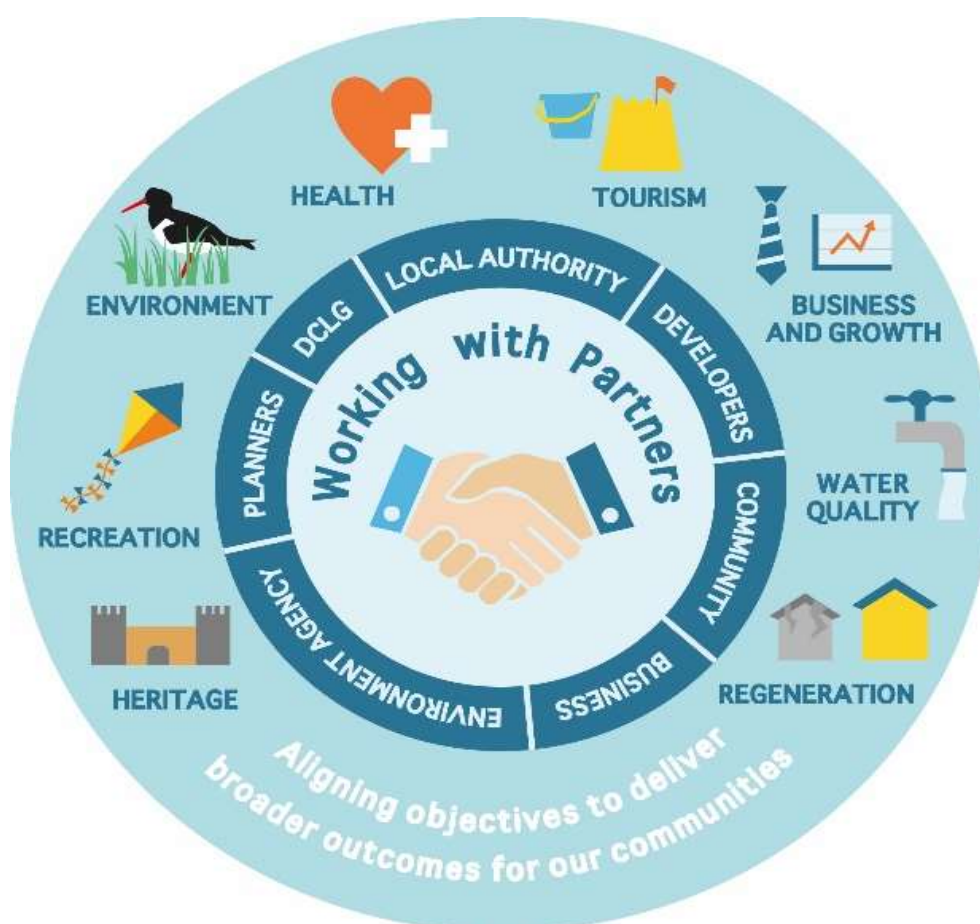 HEALTH
TOURISM
ENVIRONMENT
BUSINESS
AND GROWTH
RECREATION
WATER
QUALITY
HERITAGE
REGENERATION
PLANNERS
DCLG
LOCAL AUTHORITY
DEVELOPERS
COMMUNITY
BUSINESS
ENVIRONMENT AGENCY
Working with Partners
Aligning objectives to deliver
broader outcomes for our communities